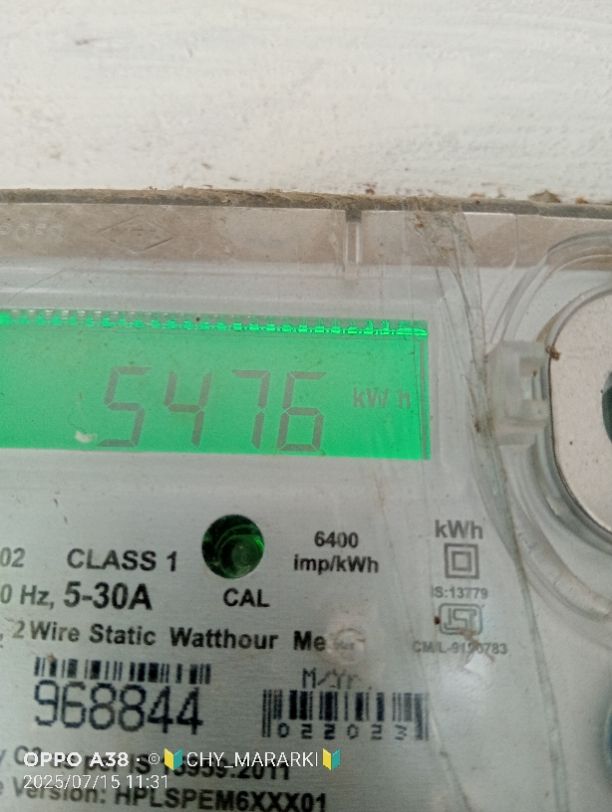 5476 kWh
6400
imp/kWh
kWh
02 CLASS 1
0 Hz, 5-30A
CAL
IS:13779
, 2 Wire Static Watthour Me
968844
M/Yr.
022023
OPPO A38 · ©🔰CHY_MARARKI🔰
2025/07/15 11:31
Version: HPLSPEM6XXX01